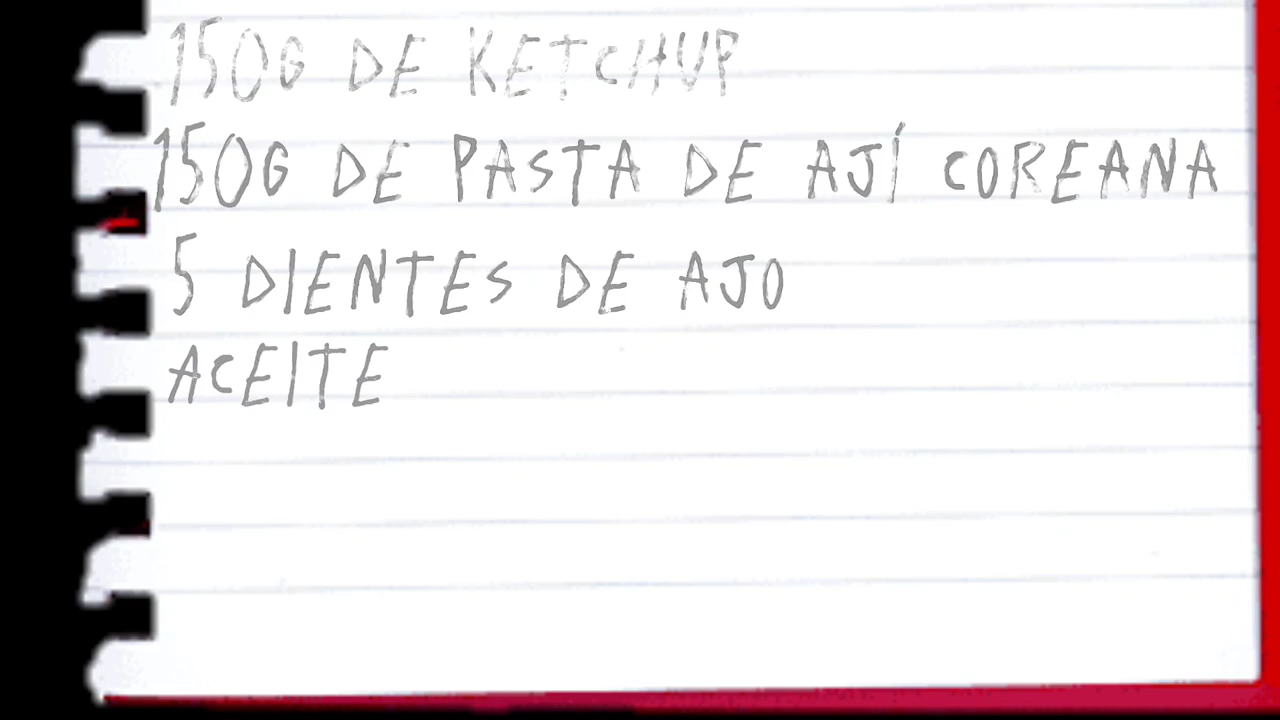 150G DE KETCHUP
150G DE PASTA DE AJÍ COREANA
5 DIENTES DE AJO
ACEITE